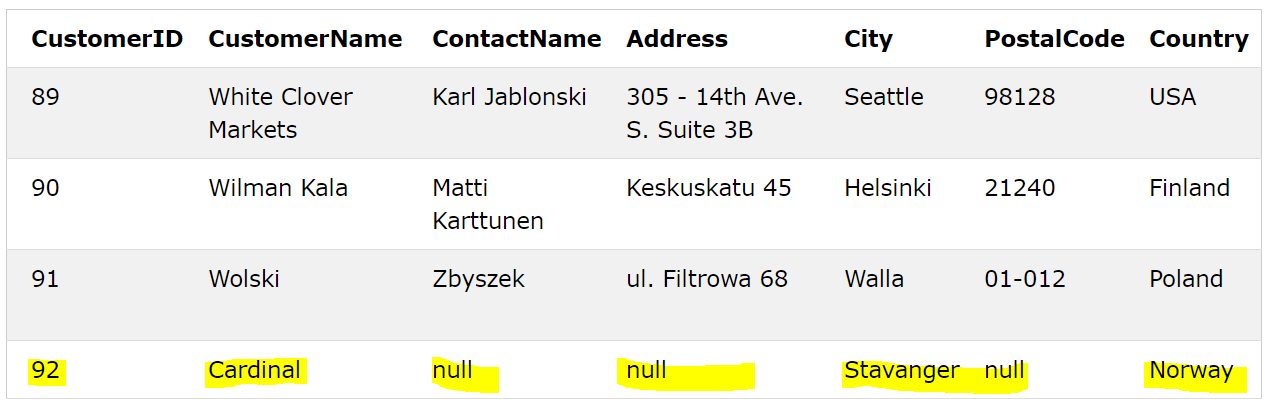 CustomerID CustomerName ContactName Address City PostalCode Country
89 White Clover Karl Jablonski 305 - 14th Ave. Seattle 98128 USA
Markets S. Suite 3B
90 Wilman Kala Matti Keskuskatu 45 Helsinki 21240 Finland
Karttunen
91 Wolski Zbyszek ul. Filtrowa 68 Walla 01-012 Poland
92 Cardinal null null Stavanger null Norway